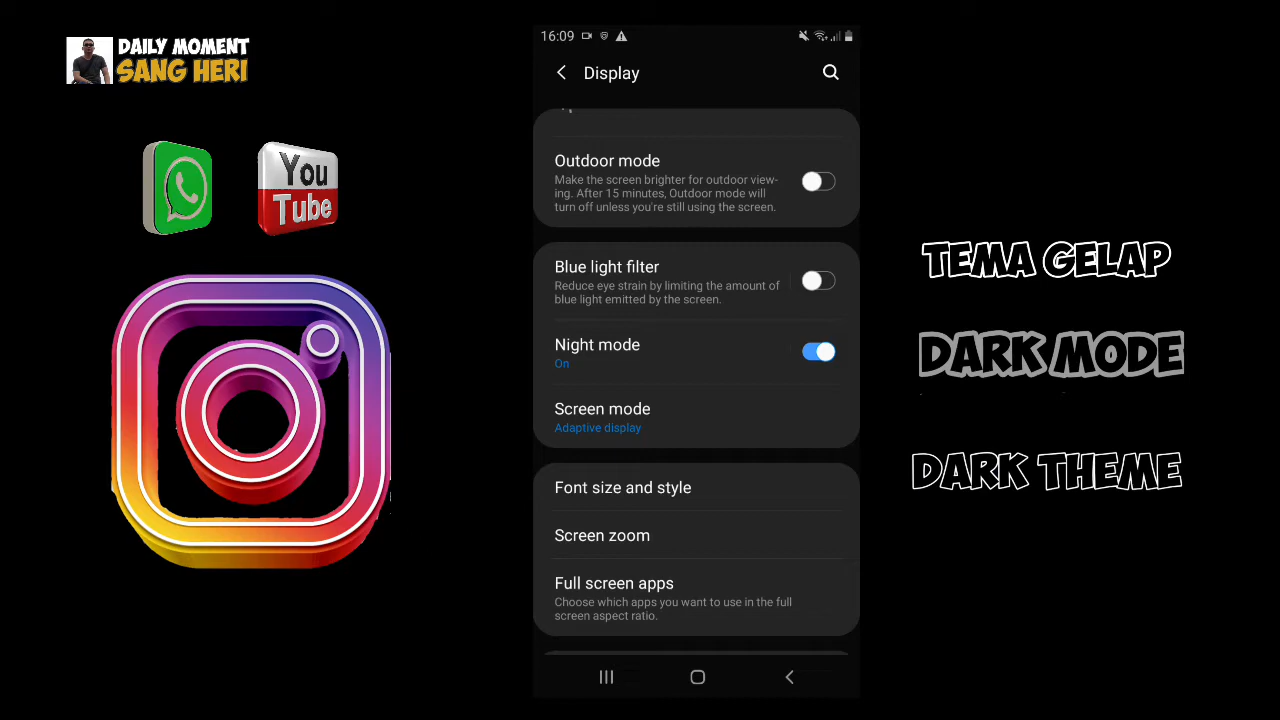 DAILY MOMENT
SANG HERI
You
Tube
16:09
Display
Outdoor mode
Make the screen brighter for outdoor view-
ing. After 15 minutes, Outdoor mode will
turn off unless you're still using the screen.
Blue light filter
Reduce eye strain by limiting the amount of
blue light emitted by the screen.
Night mode
On
Screen mode
Adaptive display
Font size and style
Screen zoom
Full screen apps
Choose which apps you want to use in the full
screen aspect ratio.
TEMA GELAP
DARK MODE
DARK THEME